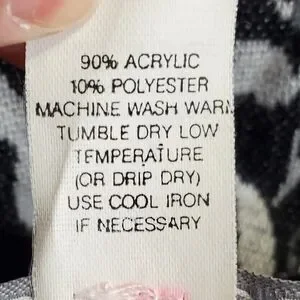 90% ACRYLIC
10% POLYESTER
MACHINE WASH WARM
TUMBLE DRY LOW
TEMPERATURE
(OR DRIP DRY)
USE COOL IRON
IF NECESSARY